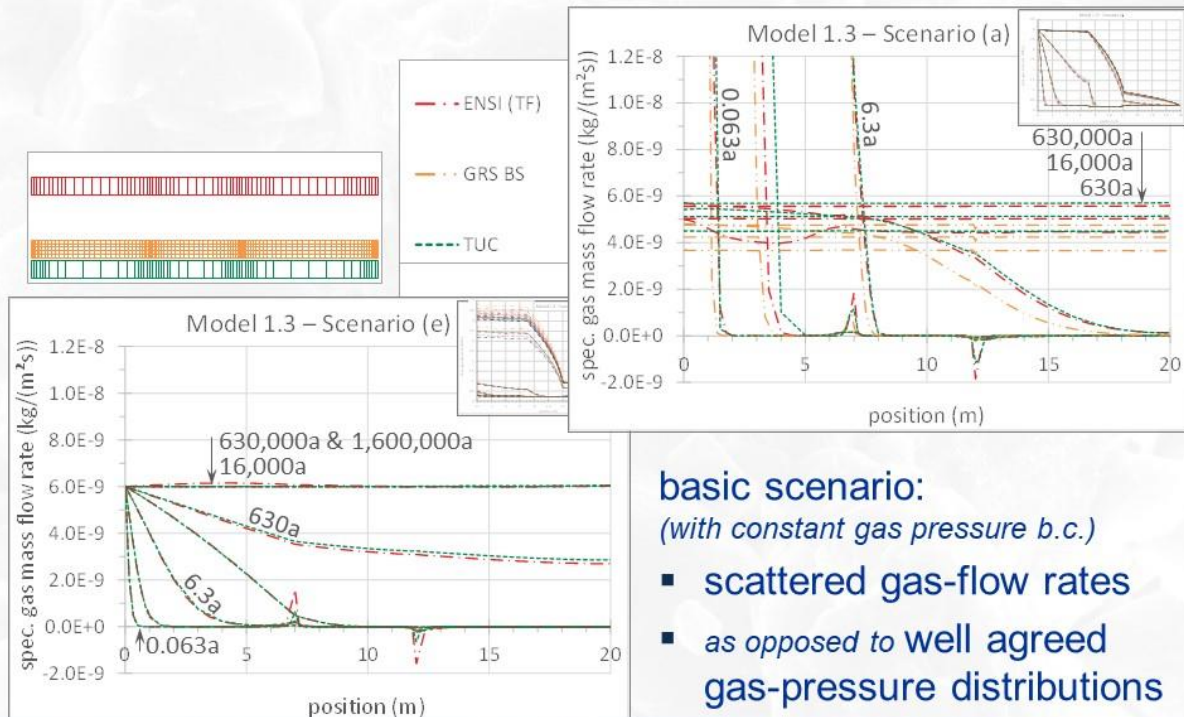 Model 1.3 – Scenario (a)
spec. gas mass flow rate (kg/(m²s))
1.2E-8
1.0E-8
8.0E-9
6.0E-9
4.0E-9
2.0E-9
0.0E+0
-2.0E-9
0.063a
6.3a
630,000a
16,000a
630a
0
5
10
15
20
position (m)
ENSI (TF)
GRS BS
TUC
Model 1.3 – Scenario (e)
spec. gas mass flow rate (kg/(m²s))
1.2E-8
1.0E-8
8.0E-9
6.0E-9
4.0E-9
2.0E-9
0.0E+0
-2.0E-9
630,000a & 1,600,000a
16,000a
630a
6.3a
0.063a
0
5
10
15
20
position (m)
basic scenario:
(with constant gas pressure b.c.)
▪ scattered gas-flow rates
▪ as opposed to well agreed
gas-pressure distributions